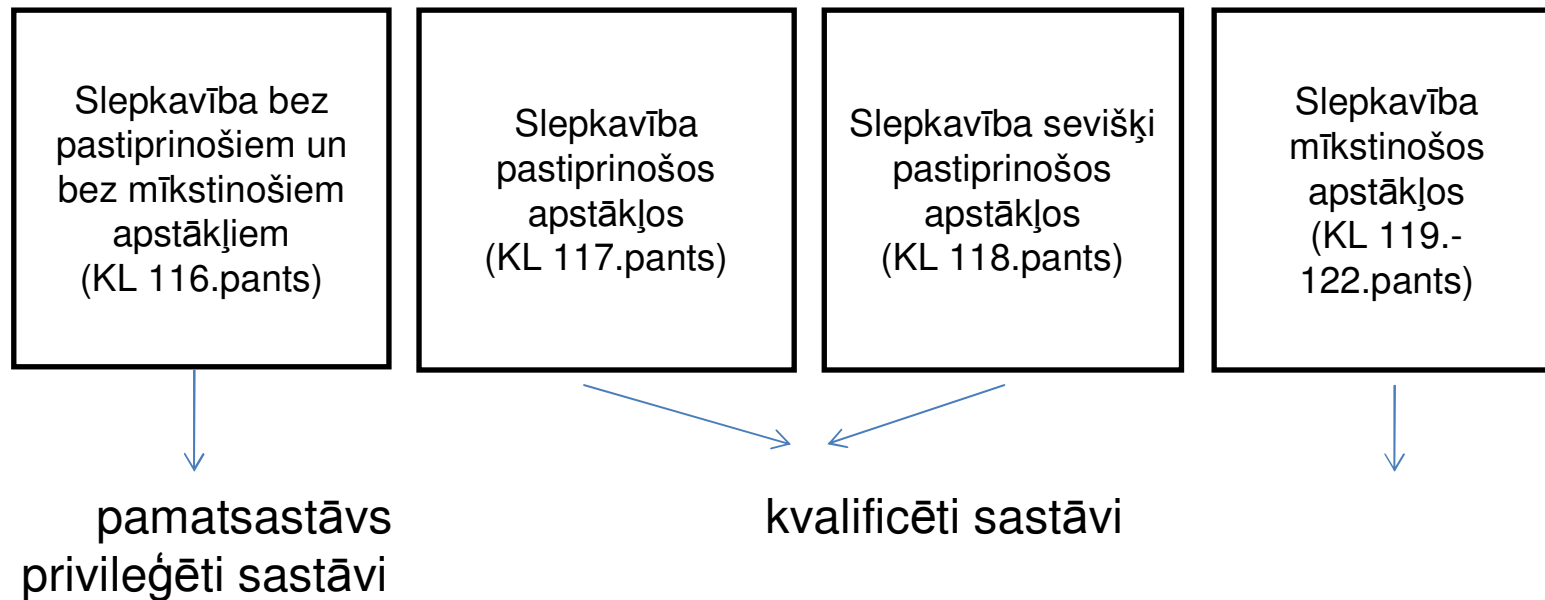 Slepkavība bez
pastiprinošiem un
bez mīkstinošiem
apstākļiem
(KL 116.pants)
Slepkavība
pastiprinošos
apstākļos
(KL 117.pants)
Slepkavība sevišķi
pastiprinošos
apstākļos
(KL 118.pants)
Slepkavība
mīkstinošos
apstākļos
(KL 119.-
122.pants)
pamatsastāvs kvalificēti sastāvi
privileģēti sastāvi